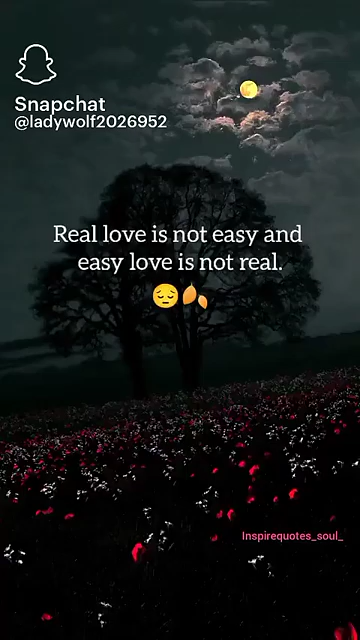 Snapchat
@ladywolf2026952
Real love is not easy and
easy love is not real.
😔🍂
Inspirequotes_soul_